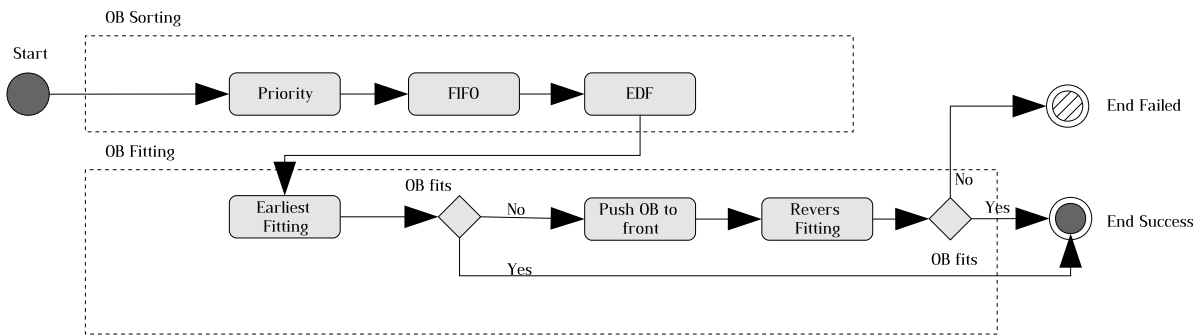 OB Sorting
Start
Priority
FIFO
EDF
End Failed
OB Fitting
OB fits
No
Earliest
Fitting
No
Push OB to
front
Revers
Fitting
Yes
End Success
OB fits
Yes